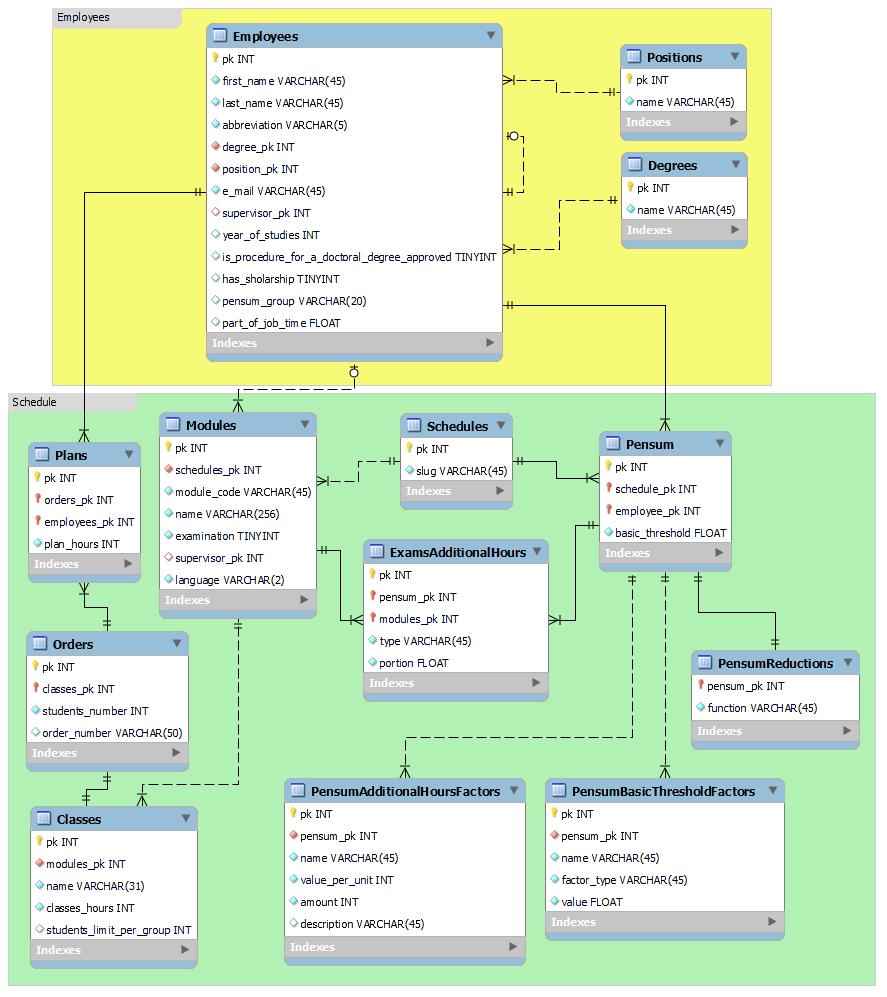 Employees
Employees
pk INT
first_name VARCHAR(45)
last_name VARCHAR(45)
abbreviation VARCHAR(5)
degree_pk INT
position_pk INT
e_mail VARCHAR(45)
supervisor_pk INT
year_of_studies INT
is_procedure_for_a_doctoral_degree_approved TINYINT
has_sholarship TINYINT
pensum_group VARCHAR(20)
part_of_job_time FLOAT
Indexes
Positions
pk INT
name VARCHAR(45)
Indexes
Degrees
pk INT
name VARCHAR(45)
Indexes
Schedule
Plans
pk INT
orders_pk INT
employees_pk INT
plan_hours INT
Indexes
Modules
pk INT
schedules_pk INT
module_code VARCHAR(45)
name VARCHAR(256)
examination TINYINT
supervisor_pk INT
language VARCHAR(2)
Indexes
Schedules
pk INT
slug VARCHAR(45)
Indexes
Pensum
pk INT
schedule_pk INT
employee_pk INT
basic_threshold FLOAT
Indexes
ExamsAdditionalHours
pk INT
pensum_pk INT
modules_pk INT
type VARCHAR(45)
portion FLOAT
Indexes
Orders
pk INT
classes_pk INT
students_number INT
order_number VARCHAR(50)
Indexes
PensumReductions
pensum_pk INT
function VARCHAR(45)
Indexes
Classes
pk INT
modules_pk INT
name VARCHAR(31)
classes_hours INT
students_limit_per_group INT
Indexes
PensumAdditionalHoursFactors
pk INT
pensum_pk INT
name VARCHAR(45)
value_per_unit INT
amount INT
description VARCHAR(45)
Indexes
PensumBasicThresholdFactors
pk INT
pensum_pk INT
name VARCHAR(45)
factor_type VARCHAR(45)
value FLOAT
Indexes